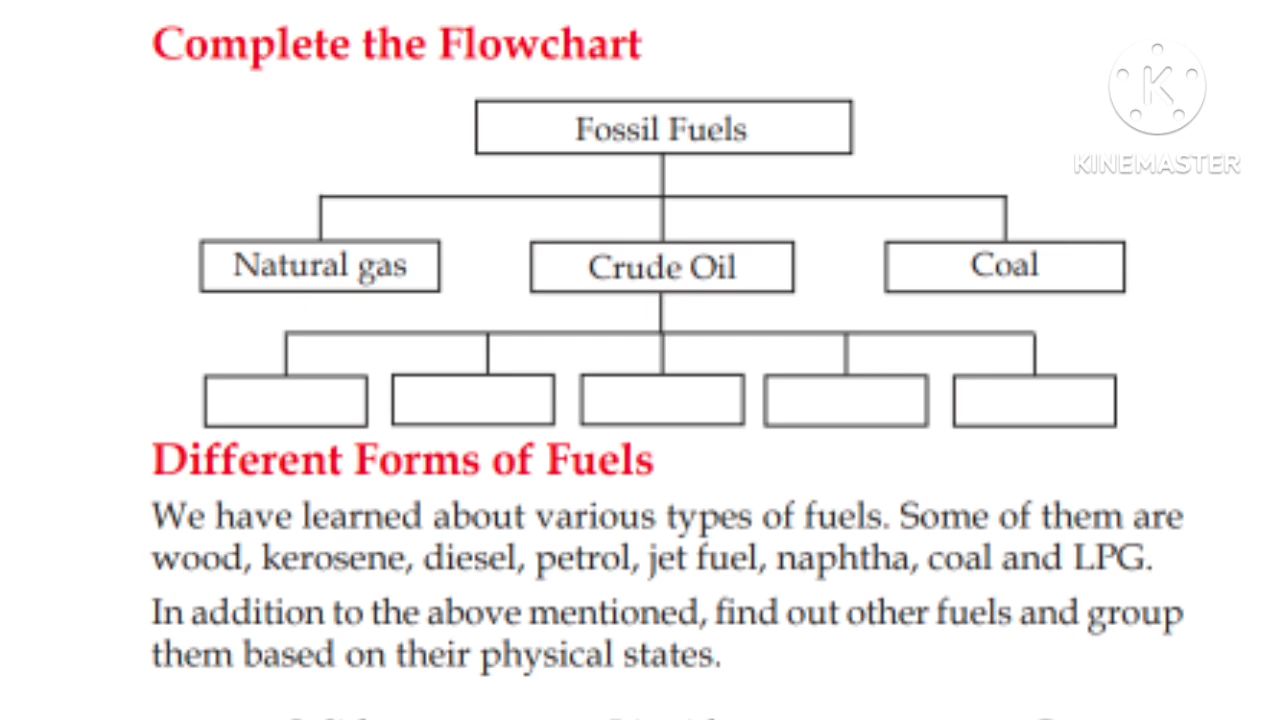 Complete the Flowchart
Fossil Fuels
KINEMASTER
Natural gas
Crude Oil
Coal
Different Forms of Fuels
We have learned about various types of fuels. Some of them are
wood, kerosene, diesel, petrol, jet fuel, naphtha, coal and LPG.
In addition to the above mentioned, find out other fuels and group
them based on their physical states.